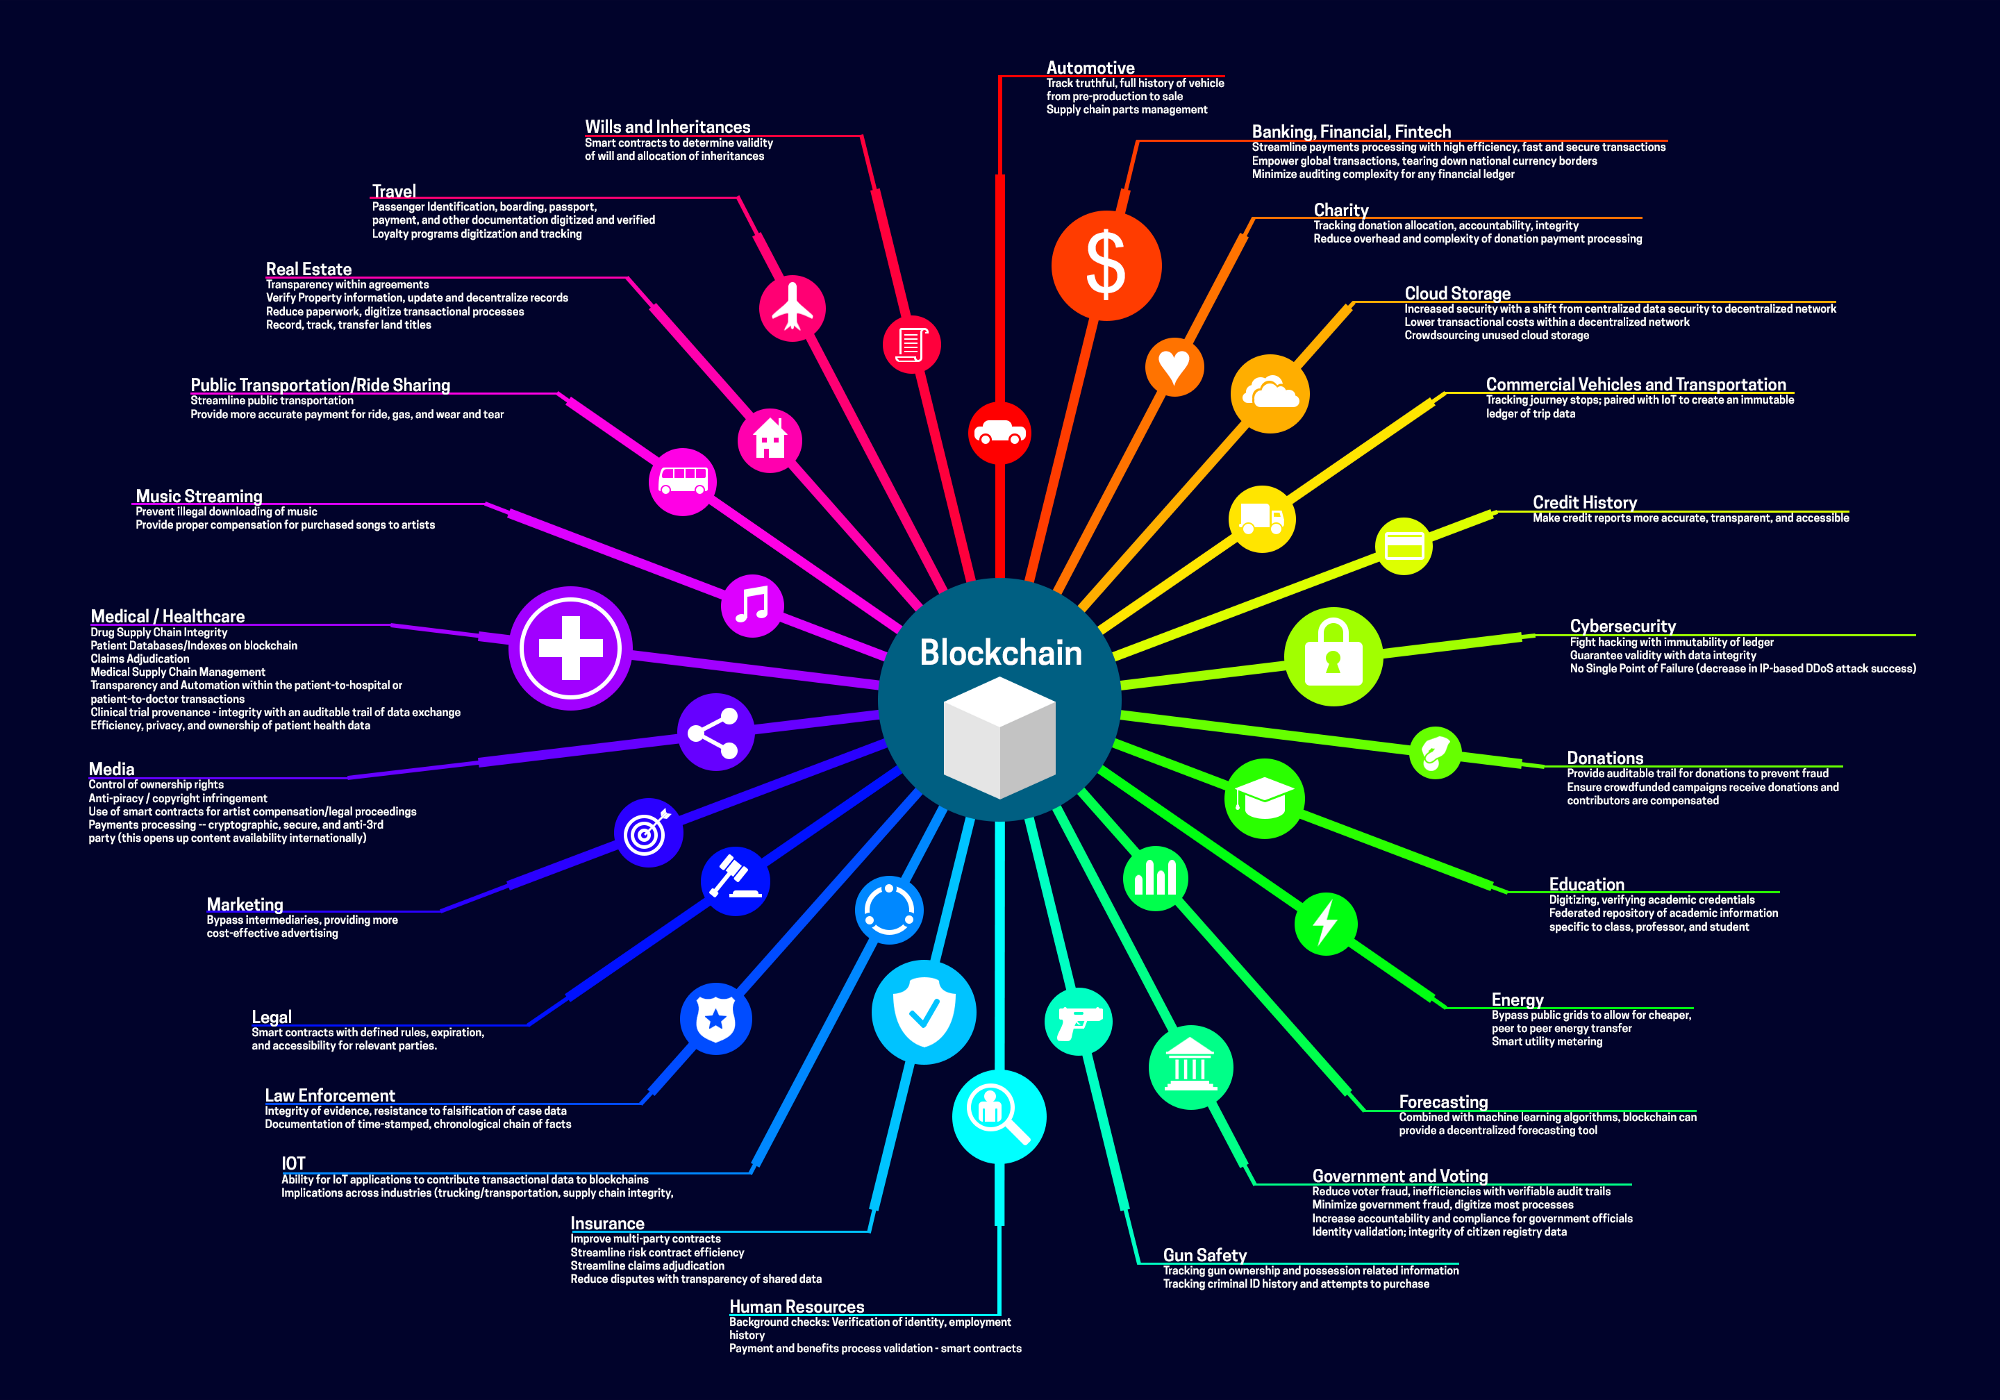 Blockchain
Automotive
Track truthful, full history of vehicle
from pre-production to sale
Supply chain parts management
Banking, Financial, Fintech
Streamline payments processing with high efficiency, fast and secure transactions
Empower global transactions, tearing down national currency borders
Minimize auditing complexity for any financial ledger
Charity
Tracking donation allocation, accountability, integrity
Reduce overhead and complexity of donation payment processing
Cloud Storage
Increased security with a shift from centralized data security to decentralized network
Lower transactional costs within a decentralized network
Crowdsourcing unused cloud storage
Commercial Vehicles and Transportation
Tracking journey stops; paired with IoT to create an immutable
ledger of trip data
Credit History
Make credit reports more accurate, transparent, and accessible
Cybersecurity
Fight hacking with immutability of ledger
Guarantee validity with data integrity
No Single Point of Failure (decrease in IP-based DDoS attack success)
Donations
Provide auditable trail for donations to prevent fraud
Ensure crowdfunded campaigns receive donations and
contributors are compensated
Education
Digitizing, verifying academic credentials
Federated repository of academic information
specific to class, professor, and student
Energy
Bypass public grids to allow for cheaper,
peer to peer energy transfer
Smart utility metering
Forecasting
Combined with machine learning algorithms, blockchain can
provide a decentralized forecasting tool
Government and Voting
Reduce voter fraud, inefficiencies with verifiable audit trails
Minimize government fraud, digitize most processes
Increase accountability and compliance for government officials
Identity validation; integrity of citizen registry data
Gun Safety
Tracking gun ownership and possession related information
Tracking criminal ID history and attempts to purchase
Human Resources
Background checks: Verification of identity, employment
history
Payment and benefits process validation - smart contracts
Insurance
Improve multi-party contracts
Streamline risk contract efficiency
Streamline claims adjudication
Reduce disputes with transparency of shared data
IOT
Ability for IoT applications to contribute transactional data to blockchains
Implications across industries (trucking/transportation, supply chain integrity,
Law Enforcement
Integrity of evidence, resistance to falsification of case data
Documentation of time-stamped, chronological chain of facts
Legal
Smart contracts with defined rules, expiration,
and accessibility for relevant parties.
Marketing
Bypass intermediaries, providing more
cost-effective advertising
Media
Control of ownership rights
Anti-piracy / copyright infringement
Use of smart contracts for artist compensation/legal proceedings
Payments processing -- cryptographic, secure, and anti-3rd
party (this opens up content availability internationally)
Medical / Healthcare
Drug Supply Chain Integrity
Patient Databases/Indexes on blockchain
Claims Adjudication
Medical Supply Chain Management
Transparency and Automation within the patient-to-hospital or
patient-to-doctor transactions
Clinical trial provenance - integrity with an auditable trail of data exchange
Efficiency, privacy, and ownership of patient health data
Music Streaming
Prevent illegal downloading of music
Provide proper compensation for purchased songs to artists
Public Transportation/Ride Sharing
Streamline public transportation
Provide more accurate payment for ride, gas, and wear and tear
Real Estate
Transparency within agreements
Verify Property information, update and decentralize records
Reduce paperwork, digitize transactional processes
Record, track, transfer land titles
Travel
Passenger Identification, boarding, passport,
payment, and other documentation digitized and verified
Loyalty programs digitization and tracking
Wills and Inheritances
Smart contracts to determine validity
of will and allocation of inheritances
$